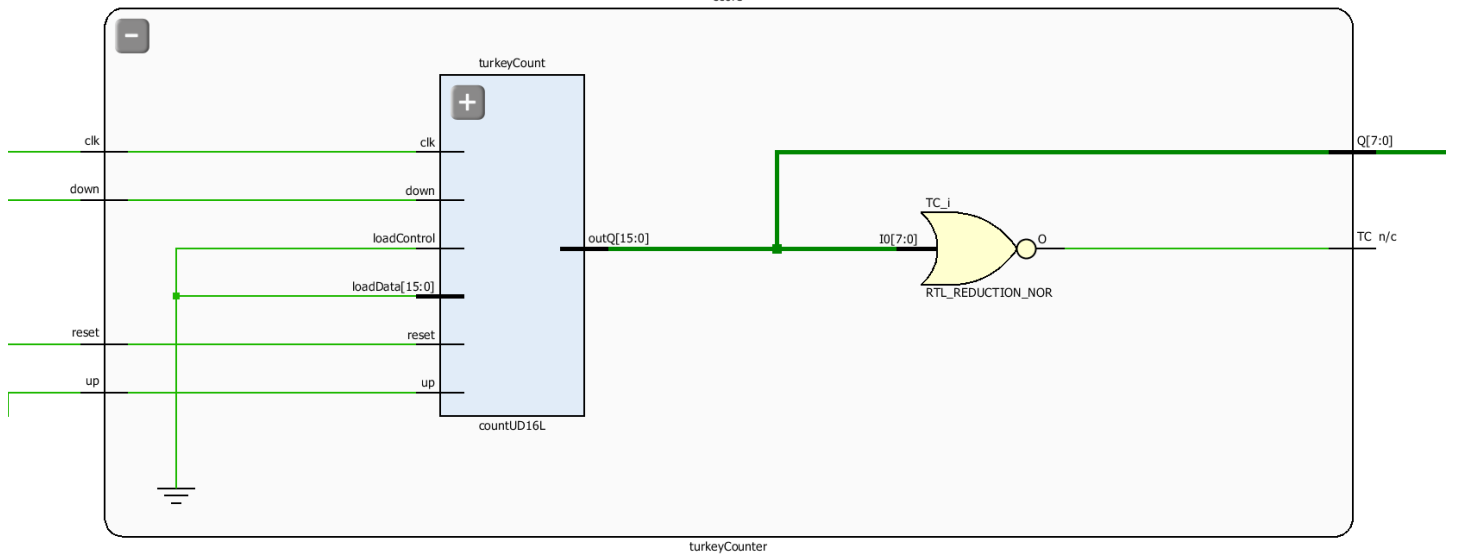 turkeyCount
clk
clk
Q[7:0]
down
down
TC_i
loadControl
outQ[15:0]
I0[7:0]
O
TC n/c
loadData[15:0]
RTL_REDUCTION_NOR
reset
reset
up
up
countUD16L
turkeyCounter